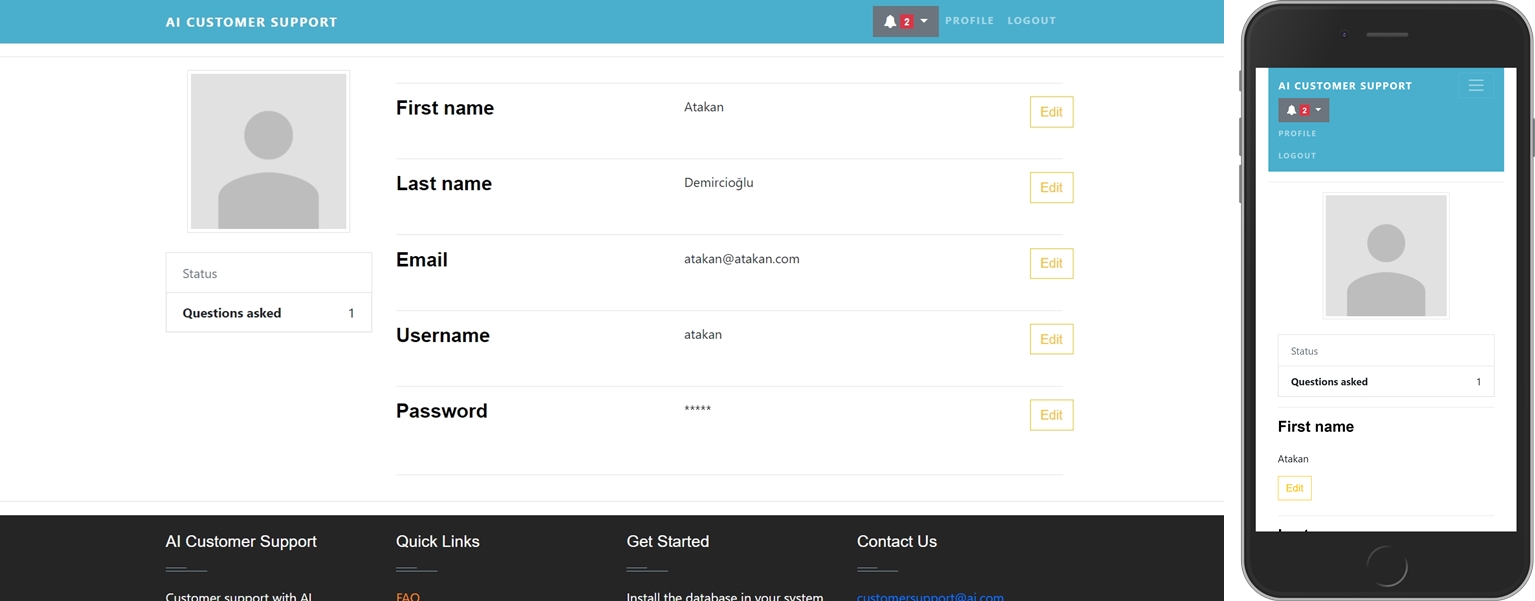 AI CUSTOMER SUPPORT
2
PROFILE
LOGOUT
Status
Questions asked 1
First name Atakan Edit
Last name Demircioğlu Edit
Email atakan@atakan.com Edit
Username atakan Edit
Password ***** Edit
AI Customer Support
Customer support with AI
Quick Links
FAQ
Get Started
Install the database in your system
Contact Us
customersupport@ai.com
AI CUSTOMER SUPPORT
2
PROFILE
LOGOUT
Status
Questions asked 1
First name
Atakan
Edit